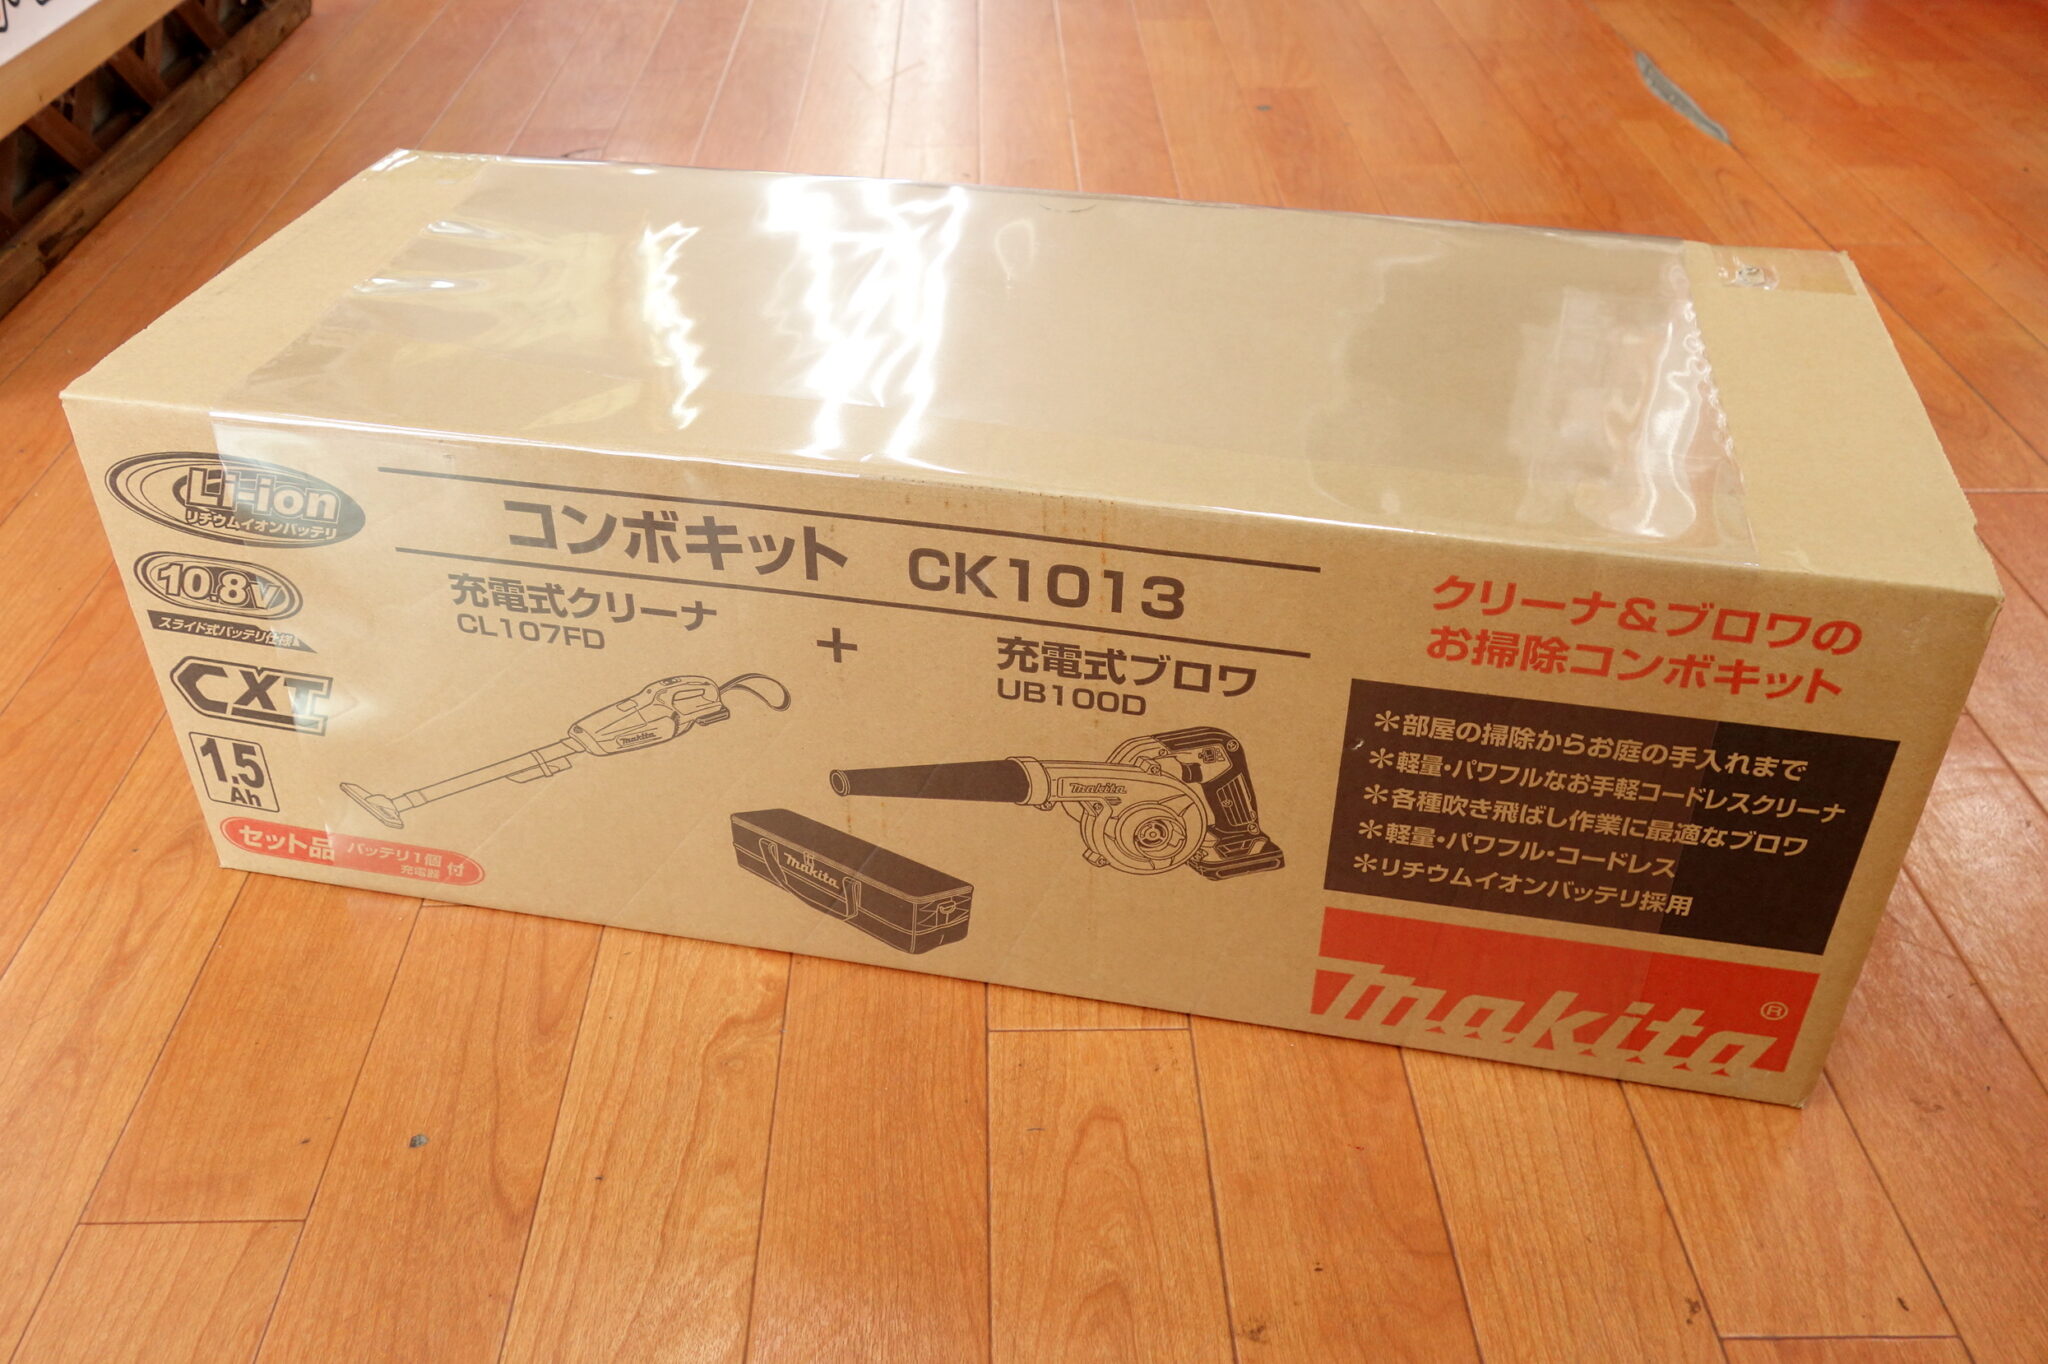 Li-ion
リチウムイオンバッテリ
10.8V
スライド式バッテリ仕様
CXT
1.5
Ah
セット品 バッテリ1個 充電器 付
コンボキット CK1013
充電式クリーナ
CL107FD
+
充電式ブロワ
UB100D
makita
makita
makita
クリーナ&ブロワの
お掃除コンボキット
＊部屋の掃除からお庭の手入れまで
＊軽量・パワフルなお手軽コードレスクリーナ
＊各種吹き飛ばし作業に最適なブロワ
＊軽量・パワフル・コードレス
＊リチウムイオンバッテリ採用
makita®